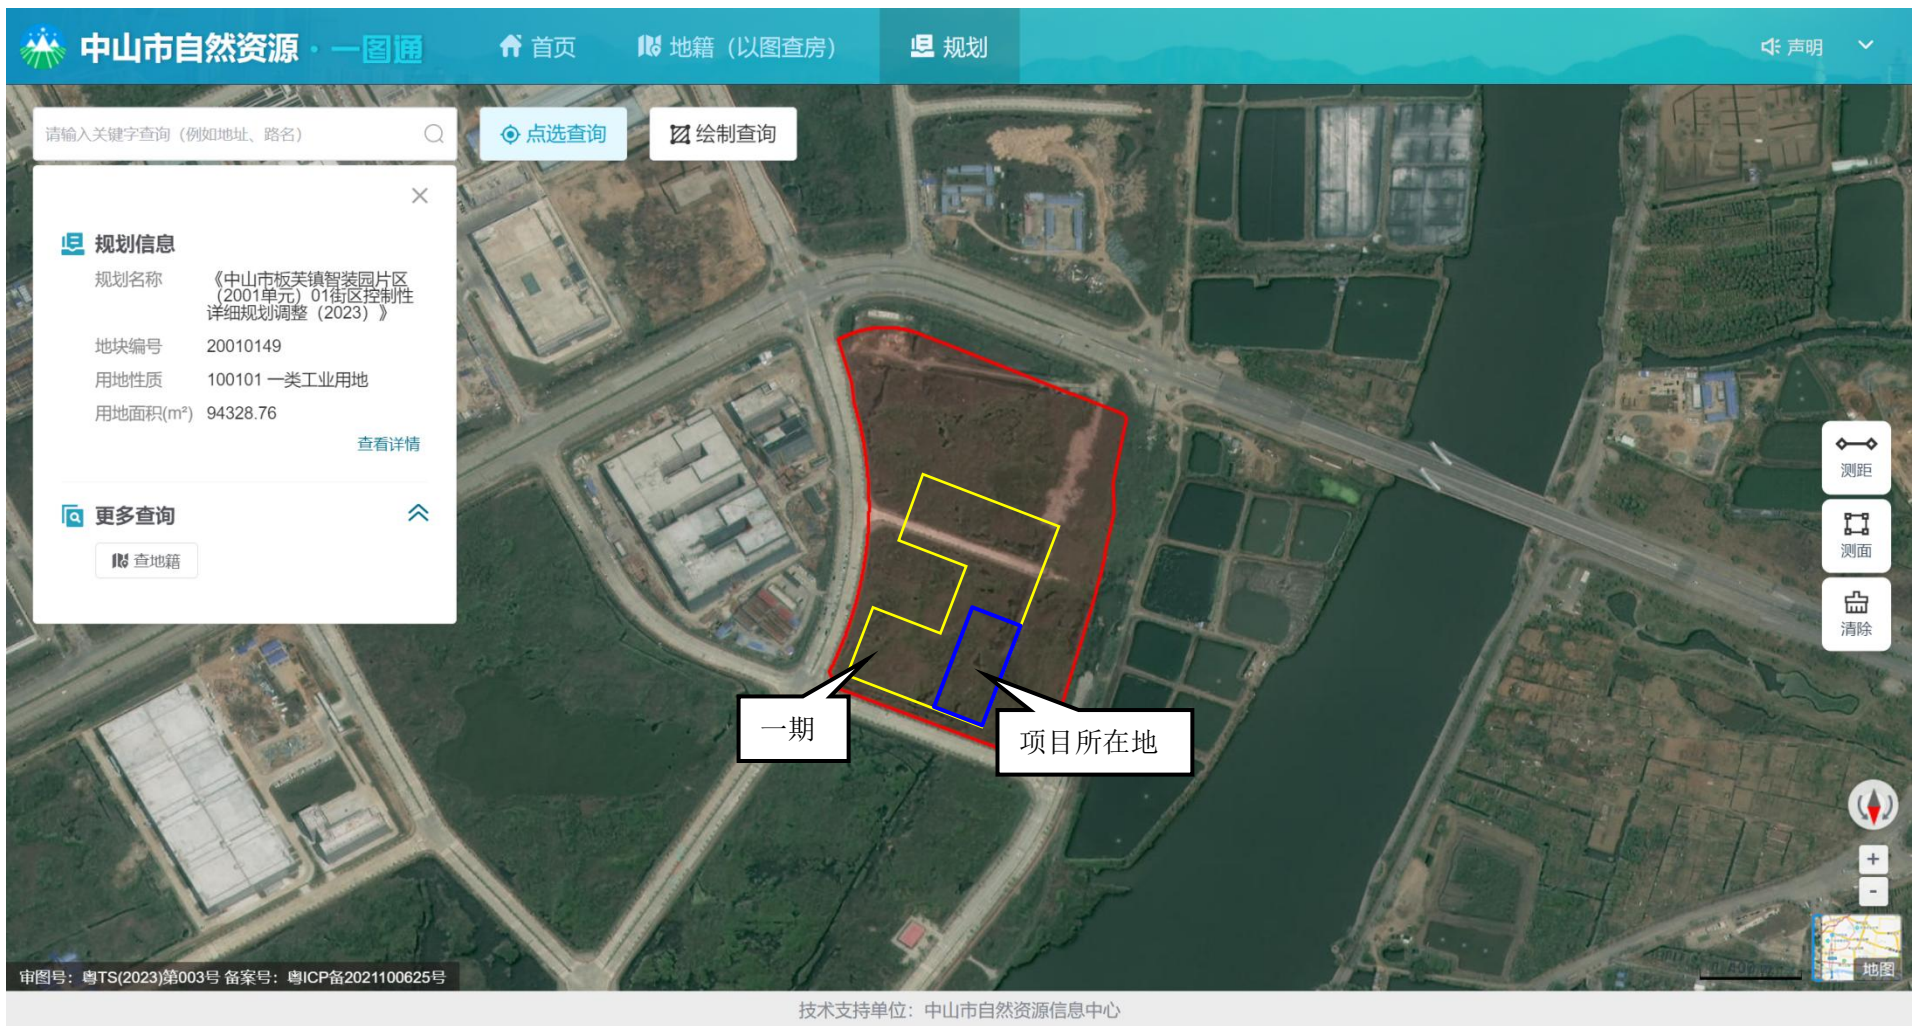 中山市自然资源·一图通
首页
地籍（以图查房）
规划
声明
请输入关键字查询（例如地址、路名）
点选查询
绘制查询
规划信息
规划名称
《中山市板芙镇智装园片区
（2001单元）01街区控制性
详细规划调整（2023）》
地块编号 20010149
用地性质 100101 一类工业用地
用地面积(m²) 94328.76
查看详情
更多查询
查地籍
测距
测面
清除
一期
项目所在地
+
-
地图
审图号：粤TS(2023)第003号 备案号：粤ICP备2021100625号
技术支持单位：中山市自然资源信息中心